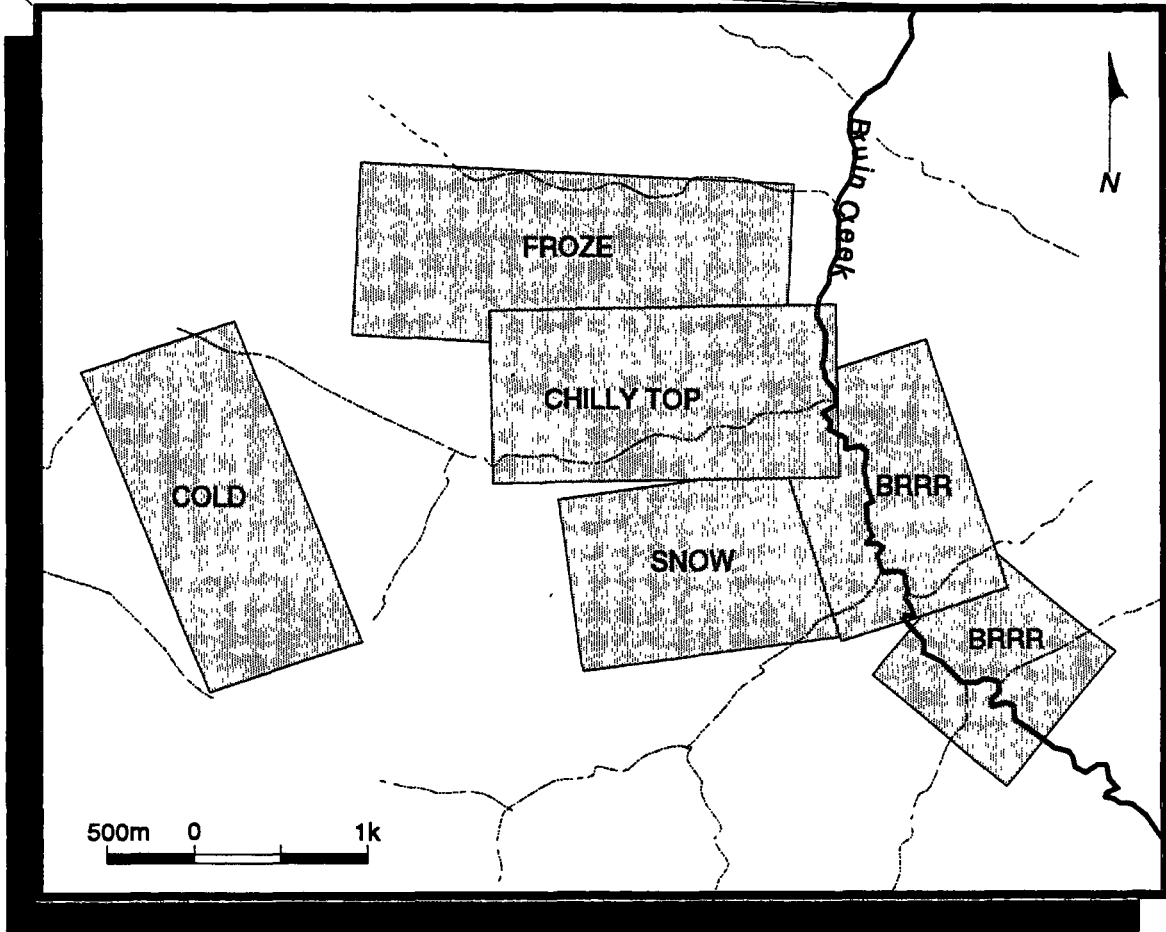 N
Bruin Creek
FROZE
CHILLY TOP
COLD
BRRR
SNOW
BRRR
500m 0 1k